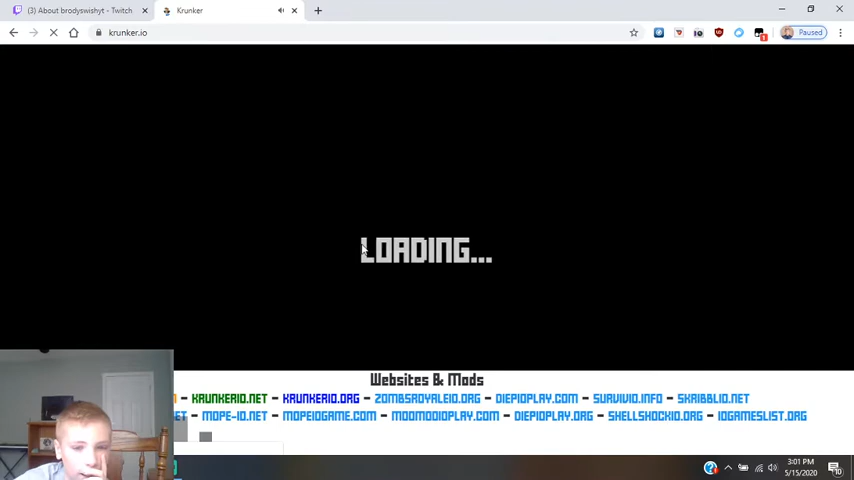 (3) About brodyswishyt - Twitch
Krunker
krunker.io
Paused
LOADING...
Websites & Mods
- KRUNKERIO.NET - KRUNKERIO.ORG - ZOMBSROYALEIO.ORG - DIEPIOPLAY.COM - SURVIVIO.INFO - SKRIBBLIO.NET
- MOPE-IO.NET - MOPEIOGAME.COM - MOOMOOIOPLAY.COM - DIEPIOPLAY.ORG - SHELLSHOCKIO.ORG - IOGAMESLIST.ORG
3:01 PM
5/15/2020